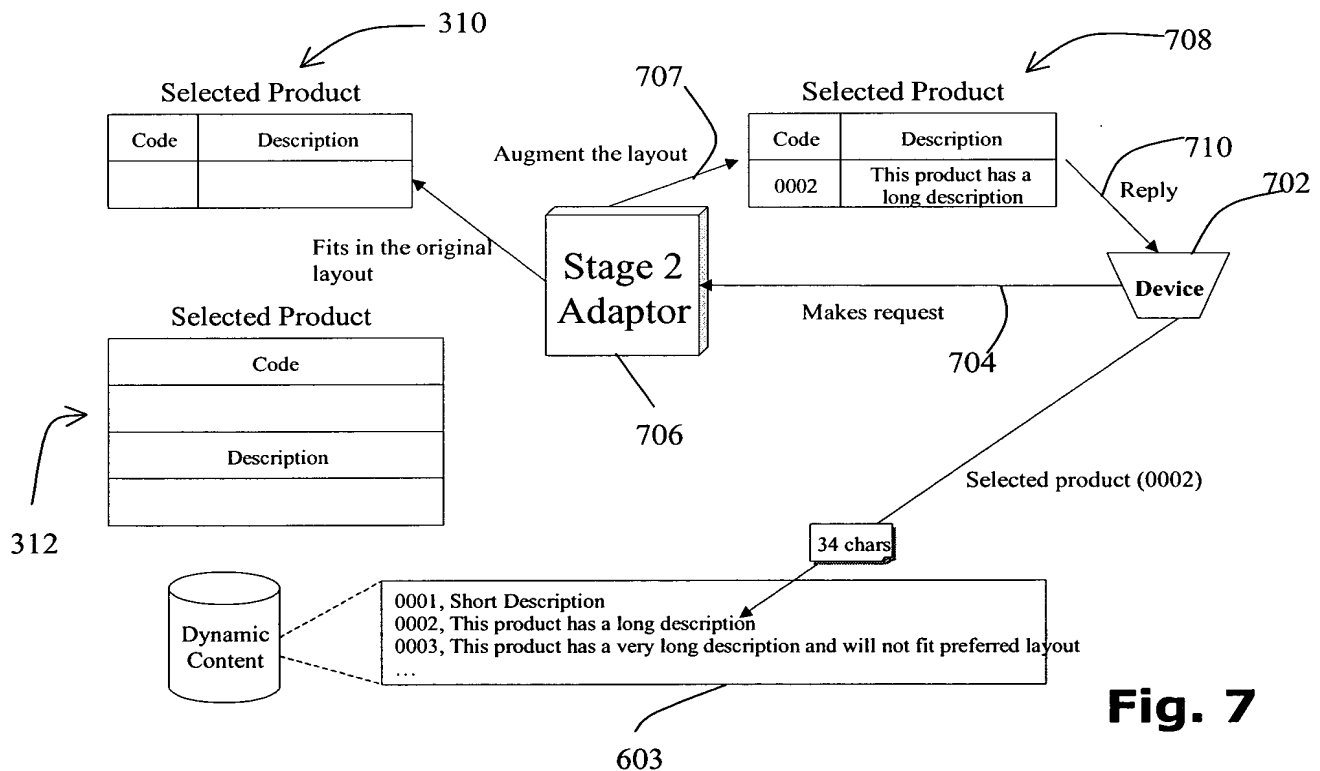 310
708
707
Selected Product
Selected Product
Code Description
Code Description
710
Augment the layout
0002
This product has a
long description
Reply
702
Fits in the original
layout
Stage 2
Adaptor
Device
Makes request
Selected Product
704
Code
706
Description
Selected product (0002)
312
34 chars
Dynamic
Content
0001, Short Description
0002, This product has a long description
0003, This product has a very long description and will not fit preferred layout
...
Fig. 7
603